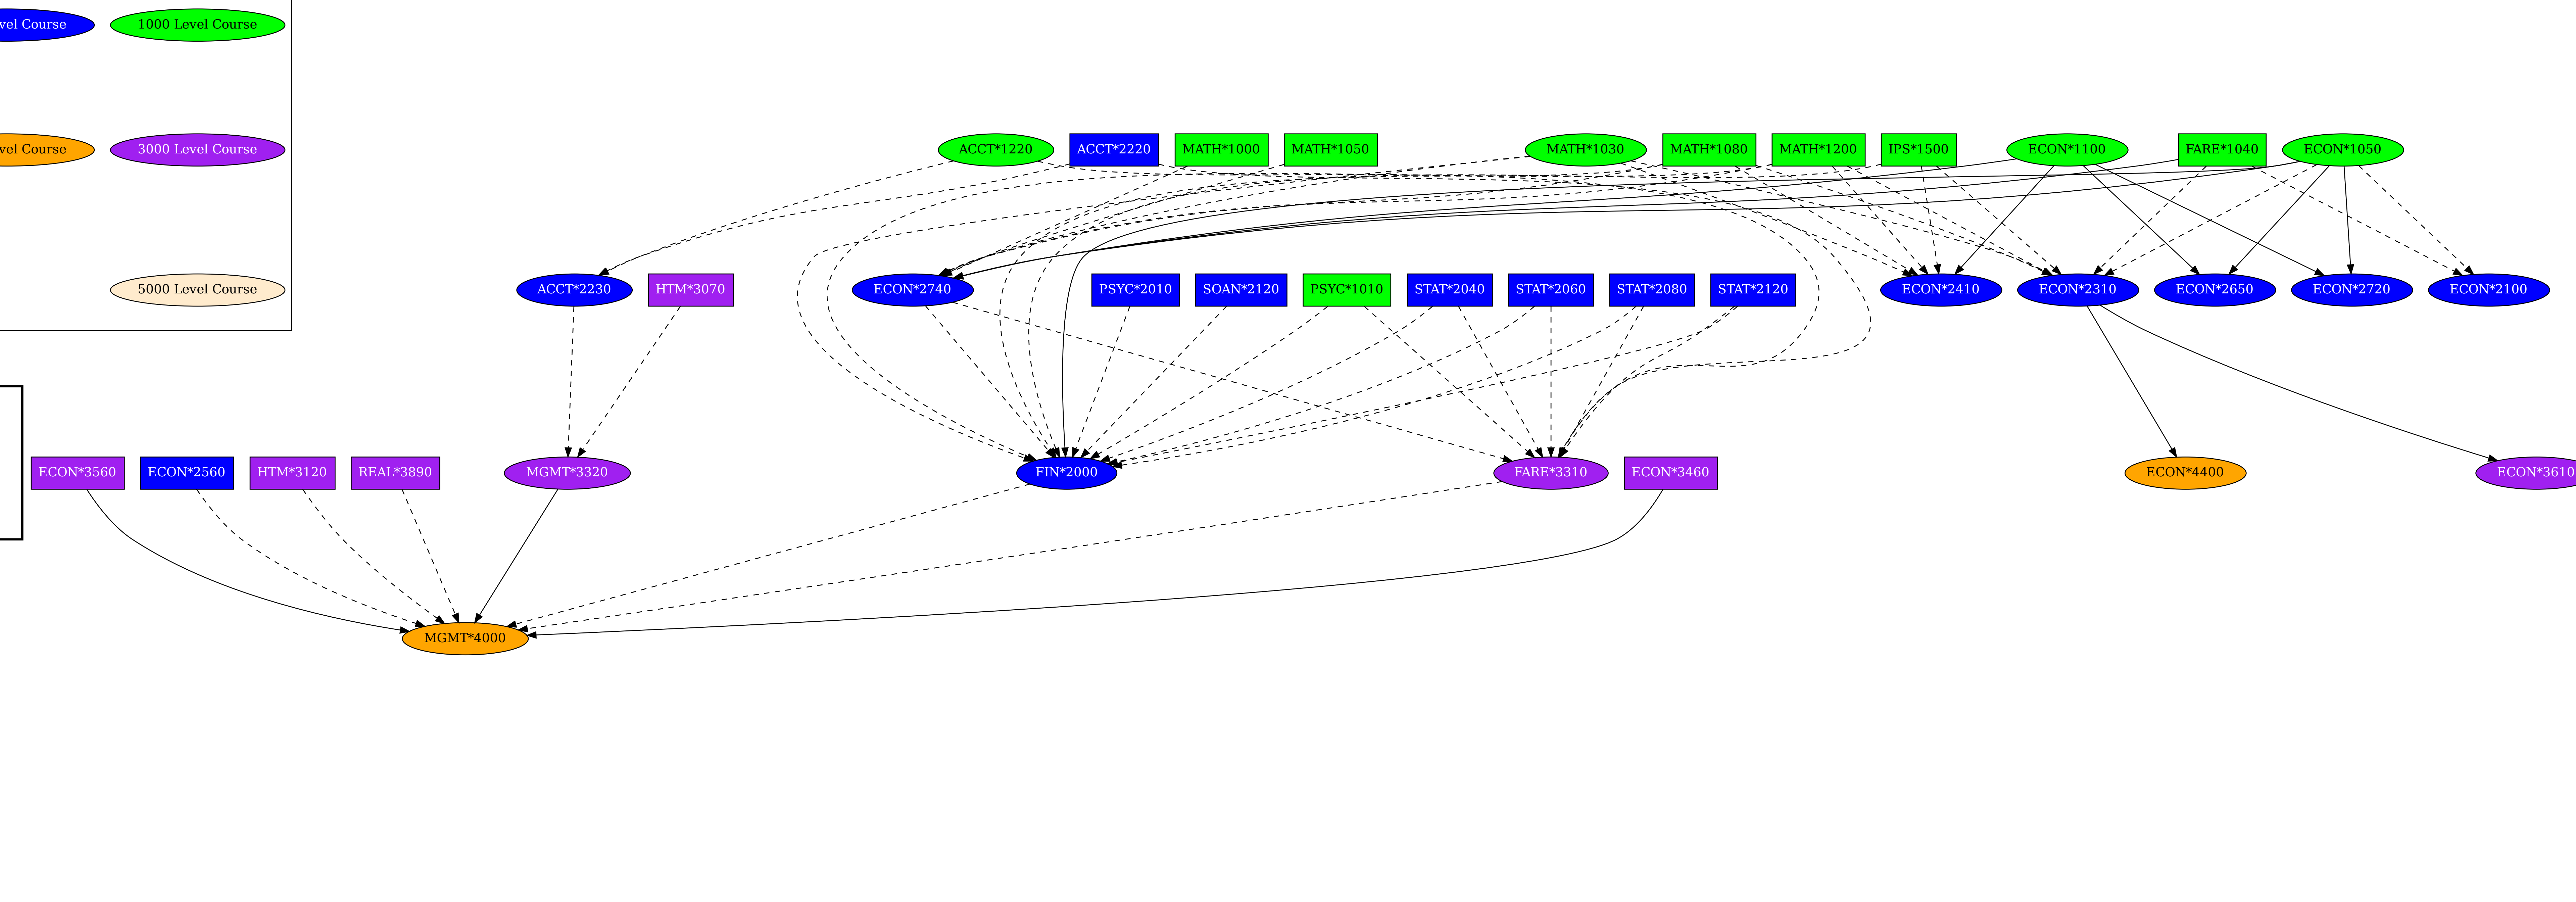 vel Course
1000 Level Course
ACCT*1220
ACCT*2220
MATH*1000
MATH*1050
MATH*1030
MATH*1080
MATH*1200
IPS*1500
ECON*1100
FARE*1040
ECON*1050
vel Course
3000 Level Course
5000 Level Course
ACCT*2230
HTM*3070
ECON*2740
PSYC*2010
SOAN*2120
PSYC*1010
STAT*2040
STAT*2060
STAT*2080
STAT*2120
ECON*2410
ECON*2310
ECON*2650
ECON*2720
ECON*2100
ECON*3560
ECON*2560
HTM*3120
REAL*3890
MGMT*3320
FIN*2000
FARE*3310
ECON*3460
ECON*4400
ECON*3610
MGMT*4000